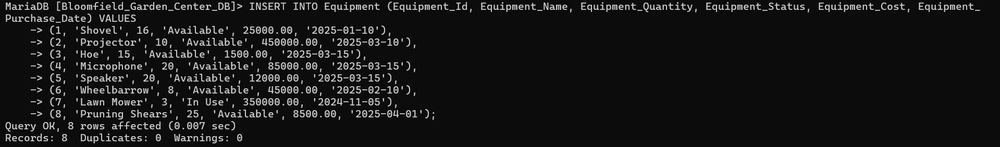 MariaDB [Bloomfield_Garden_Center_DB]> INSERT INTO Equipment (Equipment_Id, Equipment_Name, Equipment_Quantity, Equipment_Status, Equipment_Cost, Equipment_
Purchase_Date) VALUES
    -> (1, 'Shovel', 16, 'Available', 25000.00, '2025-01-10'),
    -> (2, 'Projector', 10, 'Available', 450000.00, '2025-03-10'),
    -> (3, 'Hoe', 15, 'Available', 1500.00, '2025-03-15'),
    -> (4, 'Microphone', 20, 'Available', 85000.00, '2025-03-15'),
    -> (5, 'Speaker', 20, 'Available', 12000.00, '2025-03-15'),
    -> (6, 'Wheelbarrow', 8, 'Available', 45000.00, '2025-02-10'),
    -> (7, 'Lawn Mower', 3, 'In Use', 350000.00, '2024-11-05'),
    -> (8, 'Pruning Shears', 25, 'Available', 8500.00, '2025-04-01');
Query OK, 8 rows affected (0.007 sec)
Records: 8  Duplicates: 0  Warnings: 0